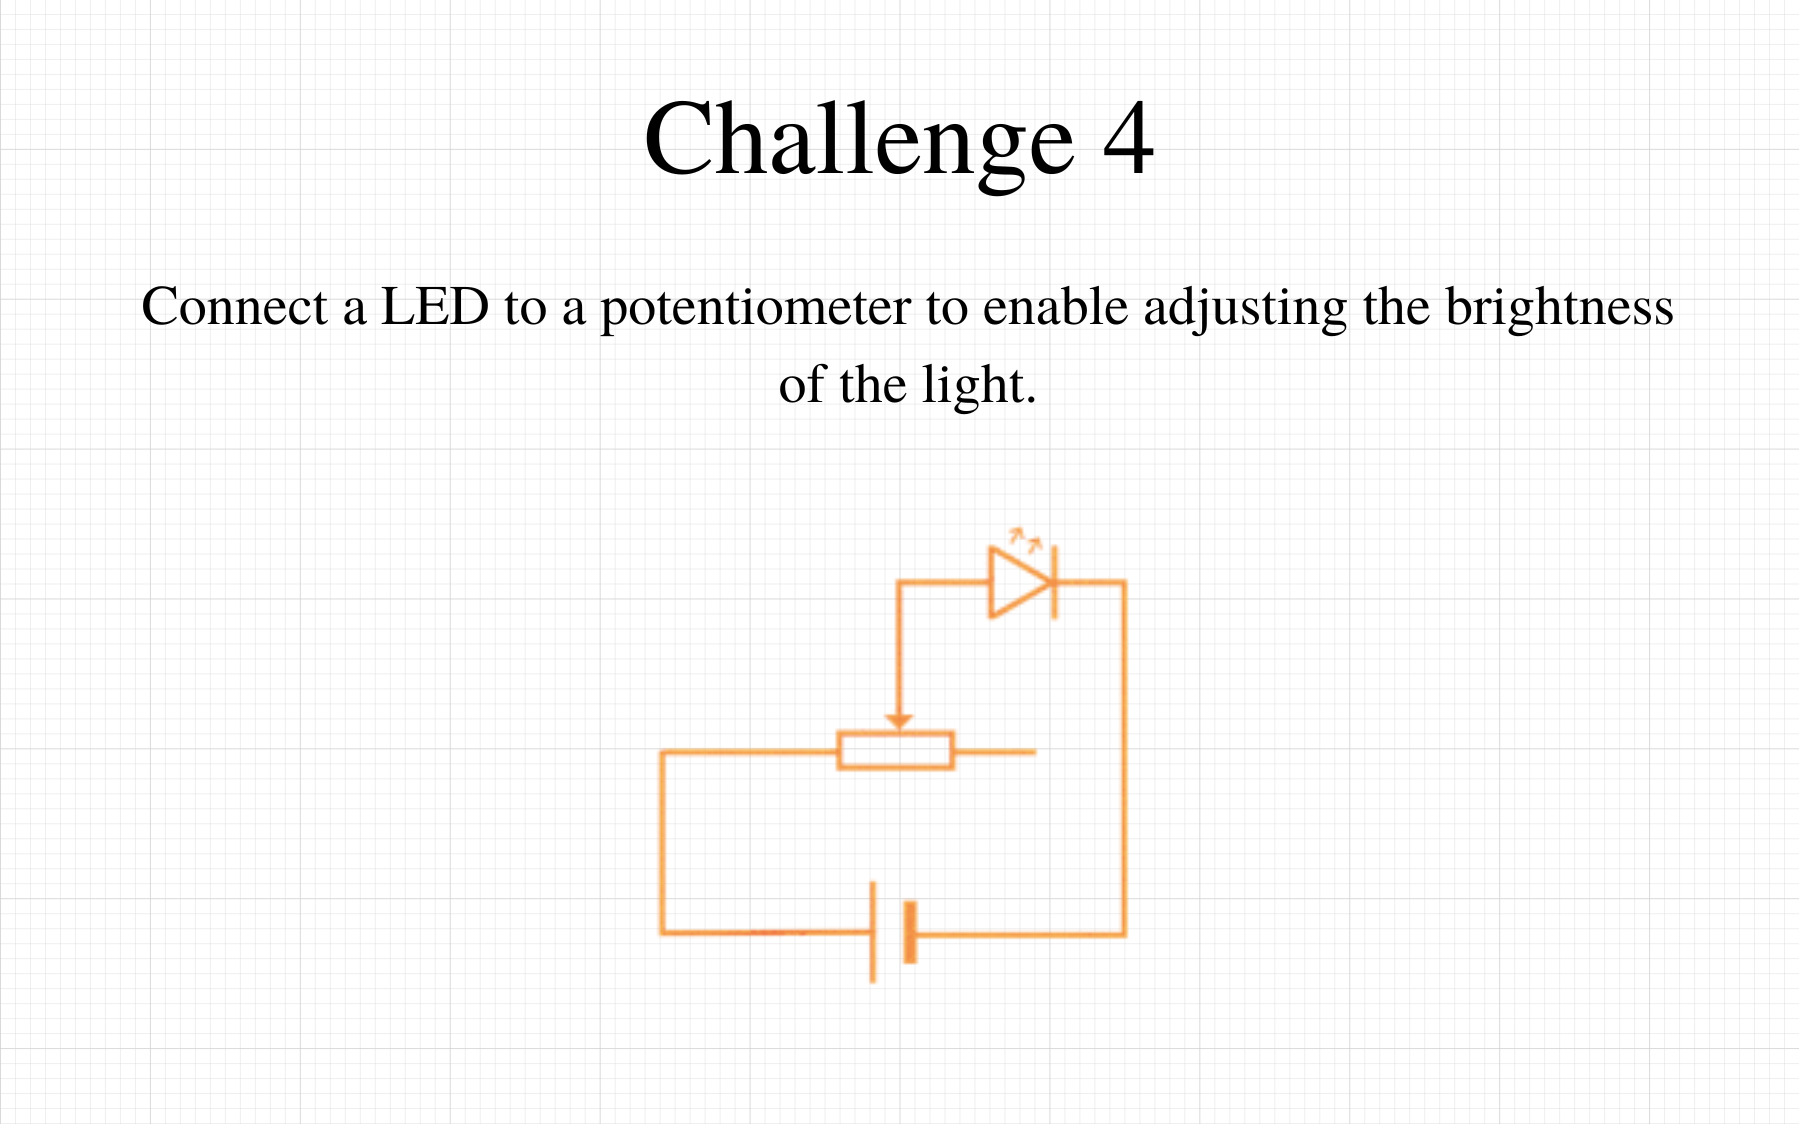 Challenge 4
Connect a LED to a potentiometer to enable adjusting the brightness
of the light.